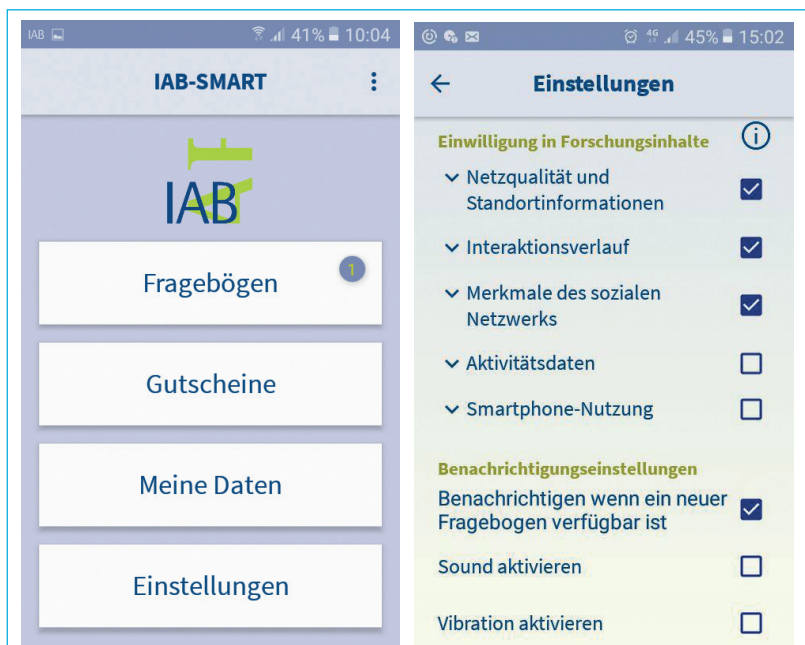 IAB 41% 10:04
IAB-SMART
IAB
Fragebögen 1
Gutscheine
Meine Daten
Einstellungen
4G 45% 15:02
Einstellungen
Einwilligung in Forschungsinhalte
Netzqualität und
Standortinformationen
Interaktionsverlauf
Merkmale des sozialen
Netzwerks
Aktivitätsdaten
Smartphone-Nutzung
Benachrichtigungseinstellungen
Benachrichtigen wenn ein neuer
Fragebogen verfügbar ist
Sound aktivieren
Vibration aktivieren